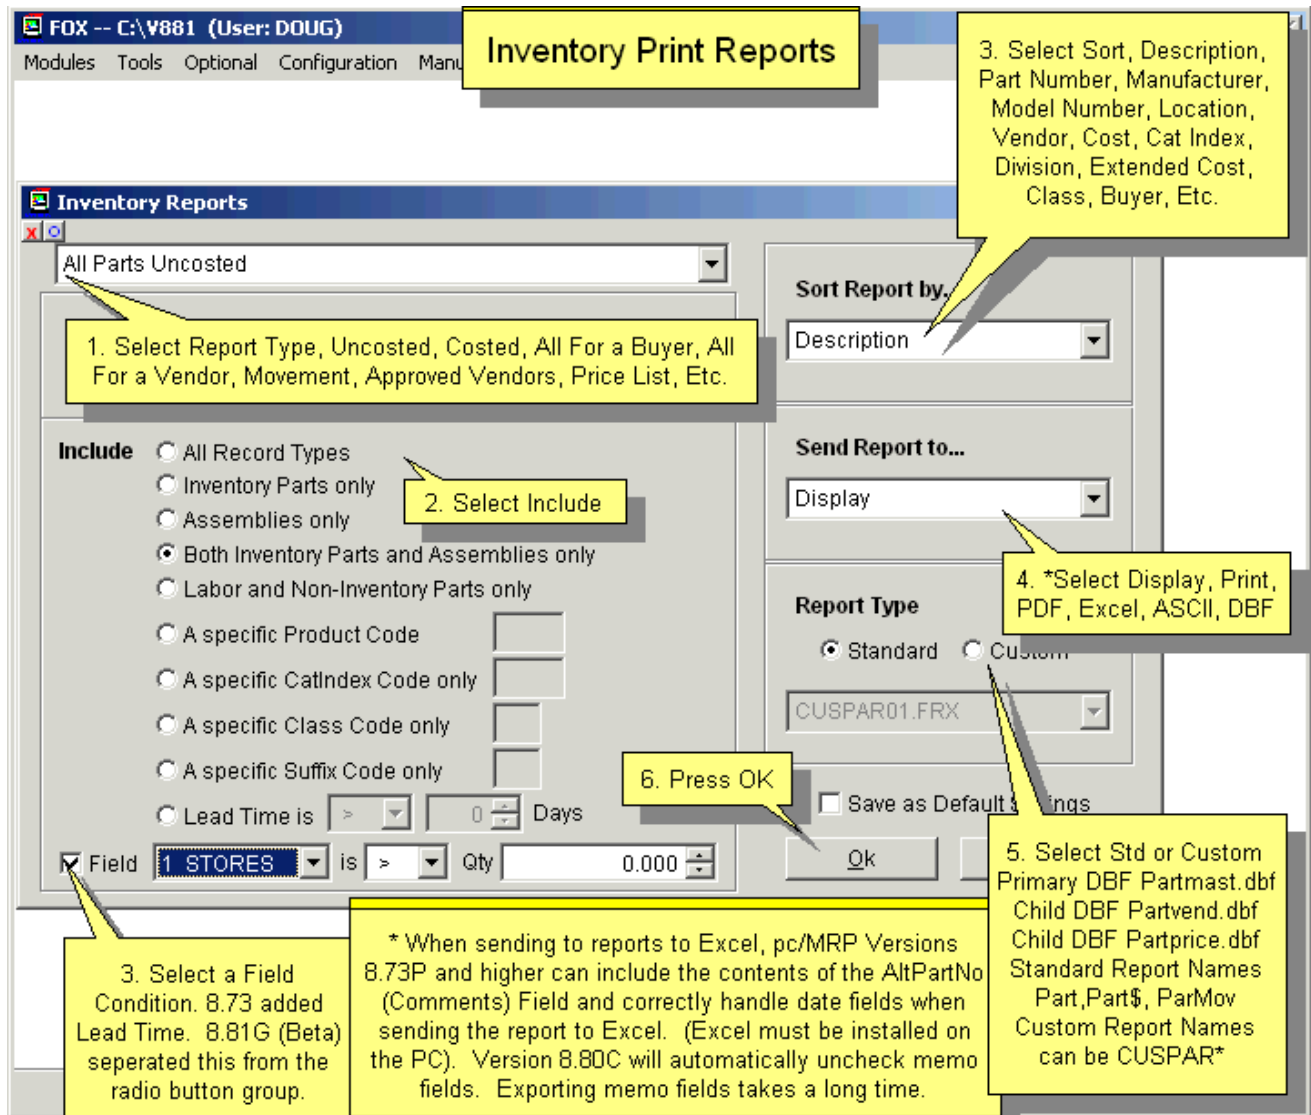 FOX -- C:\V881 (User: DOUG)
Modules Tools Optional Configuration Manu
Inventory Print Reports
3. Select Sort, Description,
Part Number, Manufacturer,
Model Number, Location,
Vendor, Cost, Cat Index,
Division, Extended Cost,
Class, Buyer, Etc.
Inventory Reports
All Parts Uncosted
1. Select Report Type, Uncosted, Costed, All For a Buyer, All
For a Vendor, Movement, Approved Vendors, Price List, Etc.
Sort Report by..
Description
Include
All Record Types
Inventory Parts only
Assemblies only
Both Inventory Parts and Assemblies only
Labor and Non-Inventory Parts only
A specific Product Code
A specific CatIndex Code only
A specific Class Code only
A specific Suffix Code only
Lead Time is > 0 Days
Field 1 STORES is > Qty 0.000
2. Select Include
Send Report to...
Display
4. *Select Display, Print,
PDF, Excel, ASCII, DBF
Report Type
Standard Custom
CUSPAR01.FRX
6. Press OK
Save as Default Settings
Ok
5. Select Std or Custom
Primary DBF Partmast.dbf
Child DBF Partvend.dbf
Child DBF Partprice.dbf
Standard Report Names
Part,Part$, ParMov
Custom Report Names
can be CUSPAR*
3. Select a Field
Condition. 8.73 added
Lead Time. 8.81G (Beta)
seperated this from the
radio button group.
* When sending to reports to Excel, pc/MRP Versions
8.73P and higher can include the contents of the AltPartNo
(Comments) Field and correctly handle date fields when
sending the report to Excel. (Excel must be installed on
the PC). Version 8.80C will automatically uncheck memo
fields. Exporting memo fields takes a long time.